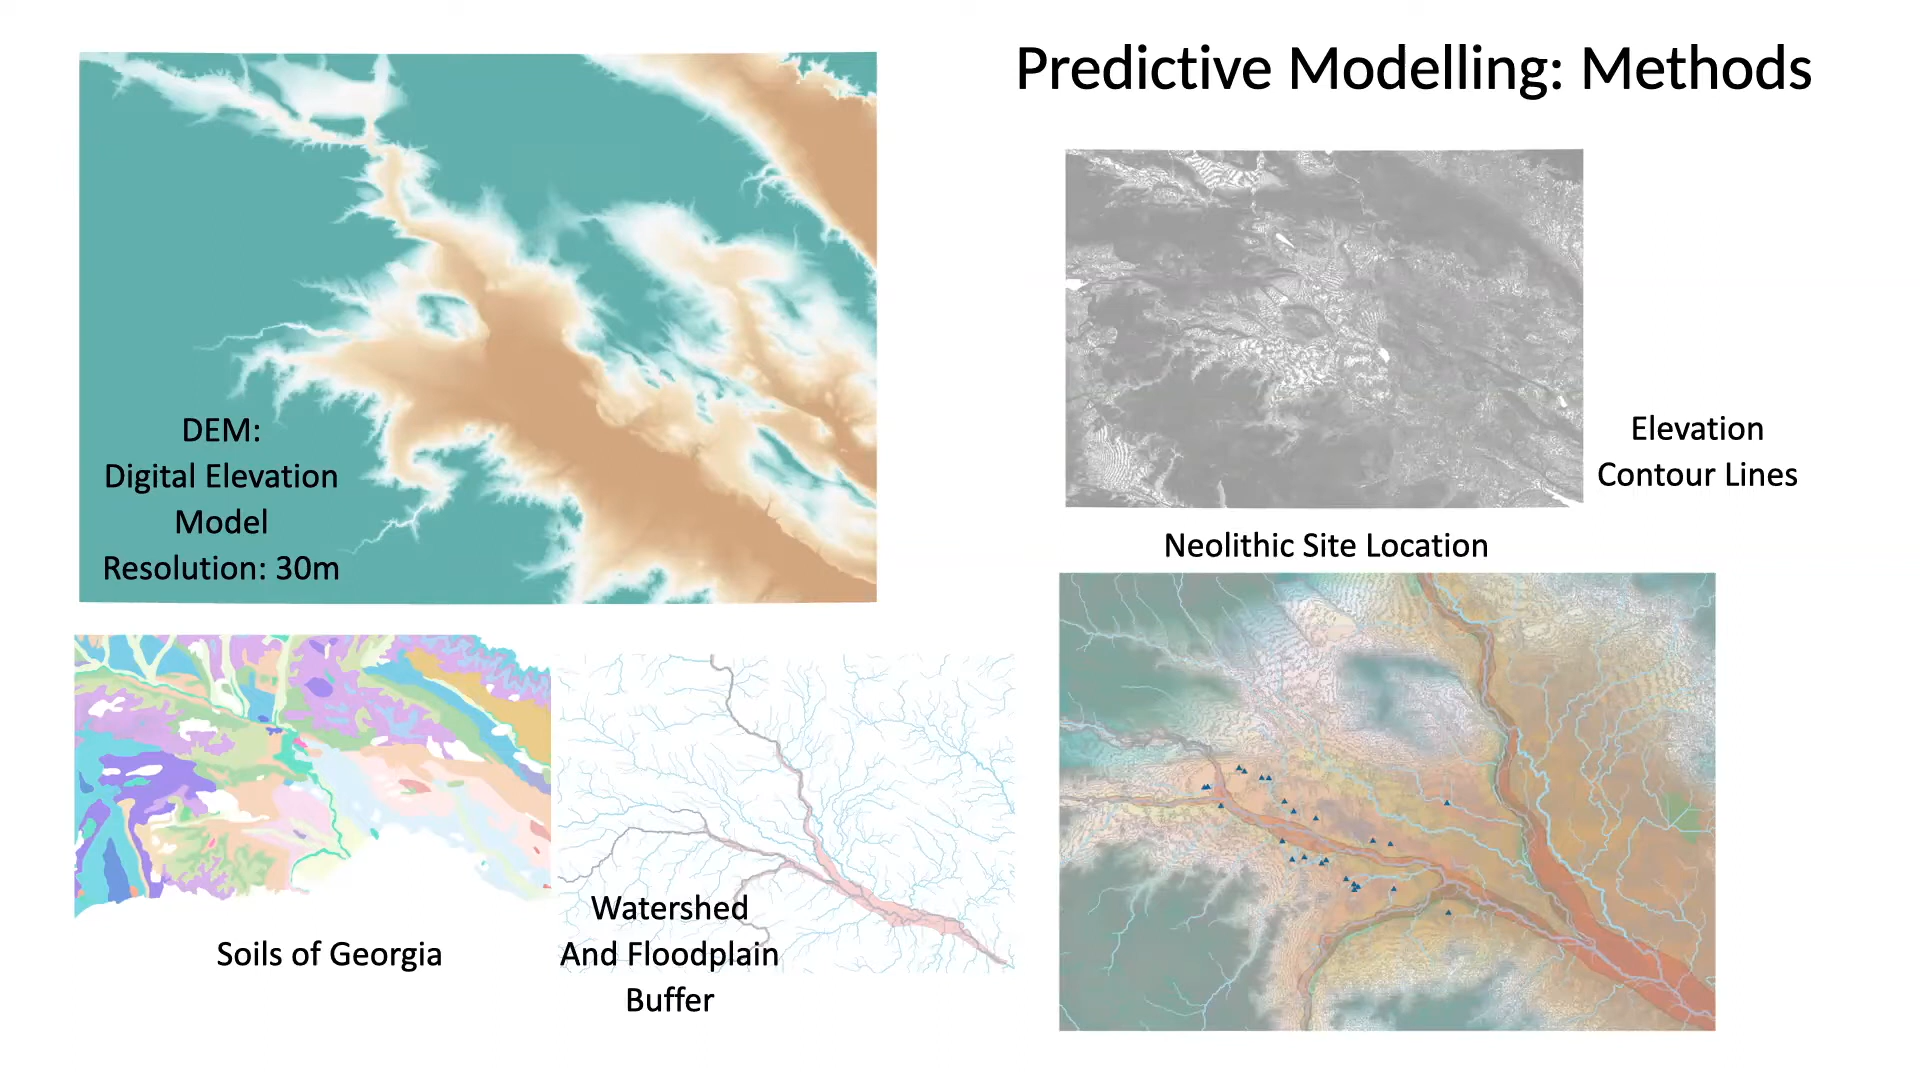 Predictive Modelling: Methods
DEM:
Digital Elevation
Model
Resolution: 30m
Elevation
Contour Lines
Neolithic Site Location
Soils of Georgia
Watershed
And Floodplain
Buffer